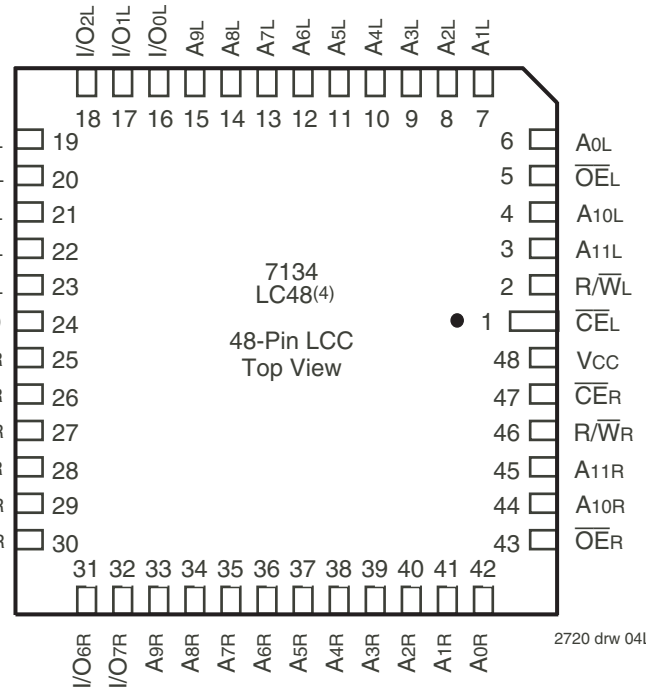 I/O2L I/O1L I/O0L A9L A8L A7L A6L A5L A4L A3L A2L A1L
18 17 16 15 14 13 12 11 10 9 8 7
19 6 A0L
20 5 OEL
21 4 A10L
22 3 A11L
23 2 R/WL
24 1 CEL
25 48 VCC
26 47 CER
27 46 R/WR
28 45 A11R
29 44 A10R
30 43 OER
7134
LC48(4)
48-Pin LCC
Top View
31 32 33 34 35 36 37 38 39 40 41 42
I/O6R I/O7R A9R A8R A7R A6R A5R A4R A3R A2R A1R A0R
2720 drw 04